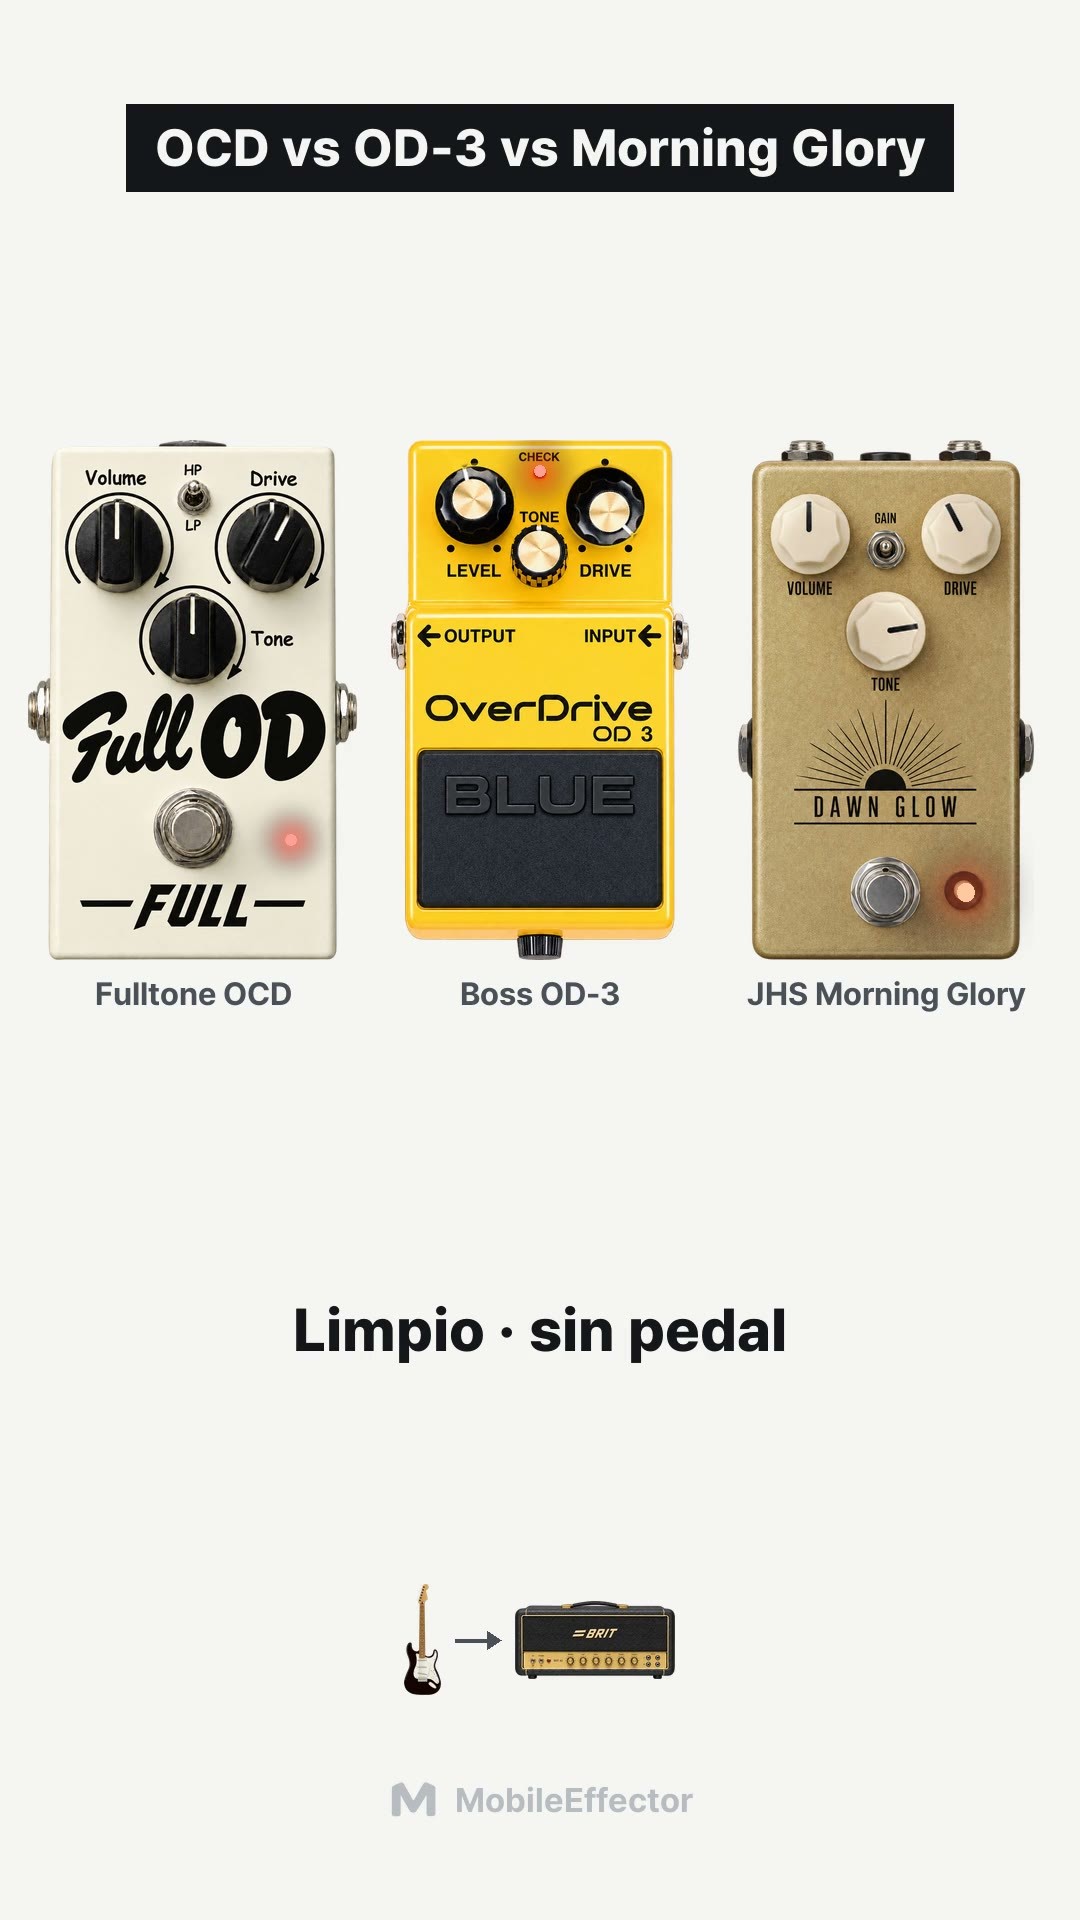 OCD vs OD-3 vs Morning Glory
Volume
HP
LP
Drive
Tone
Full OD
FULL
CHECK
TONE
LEVEL
DRIVE
OUTPUT
INPUT
OverDrive
OD 3
BLUE
GAIN
VOLUME
DRIVE
TONE
DAWN GLOW
Fulltone OCD
Boss OD-3
JHS Morning Glory
Limpio · sin pedal
BRIT
MobileEffector